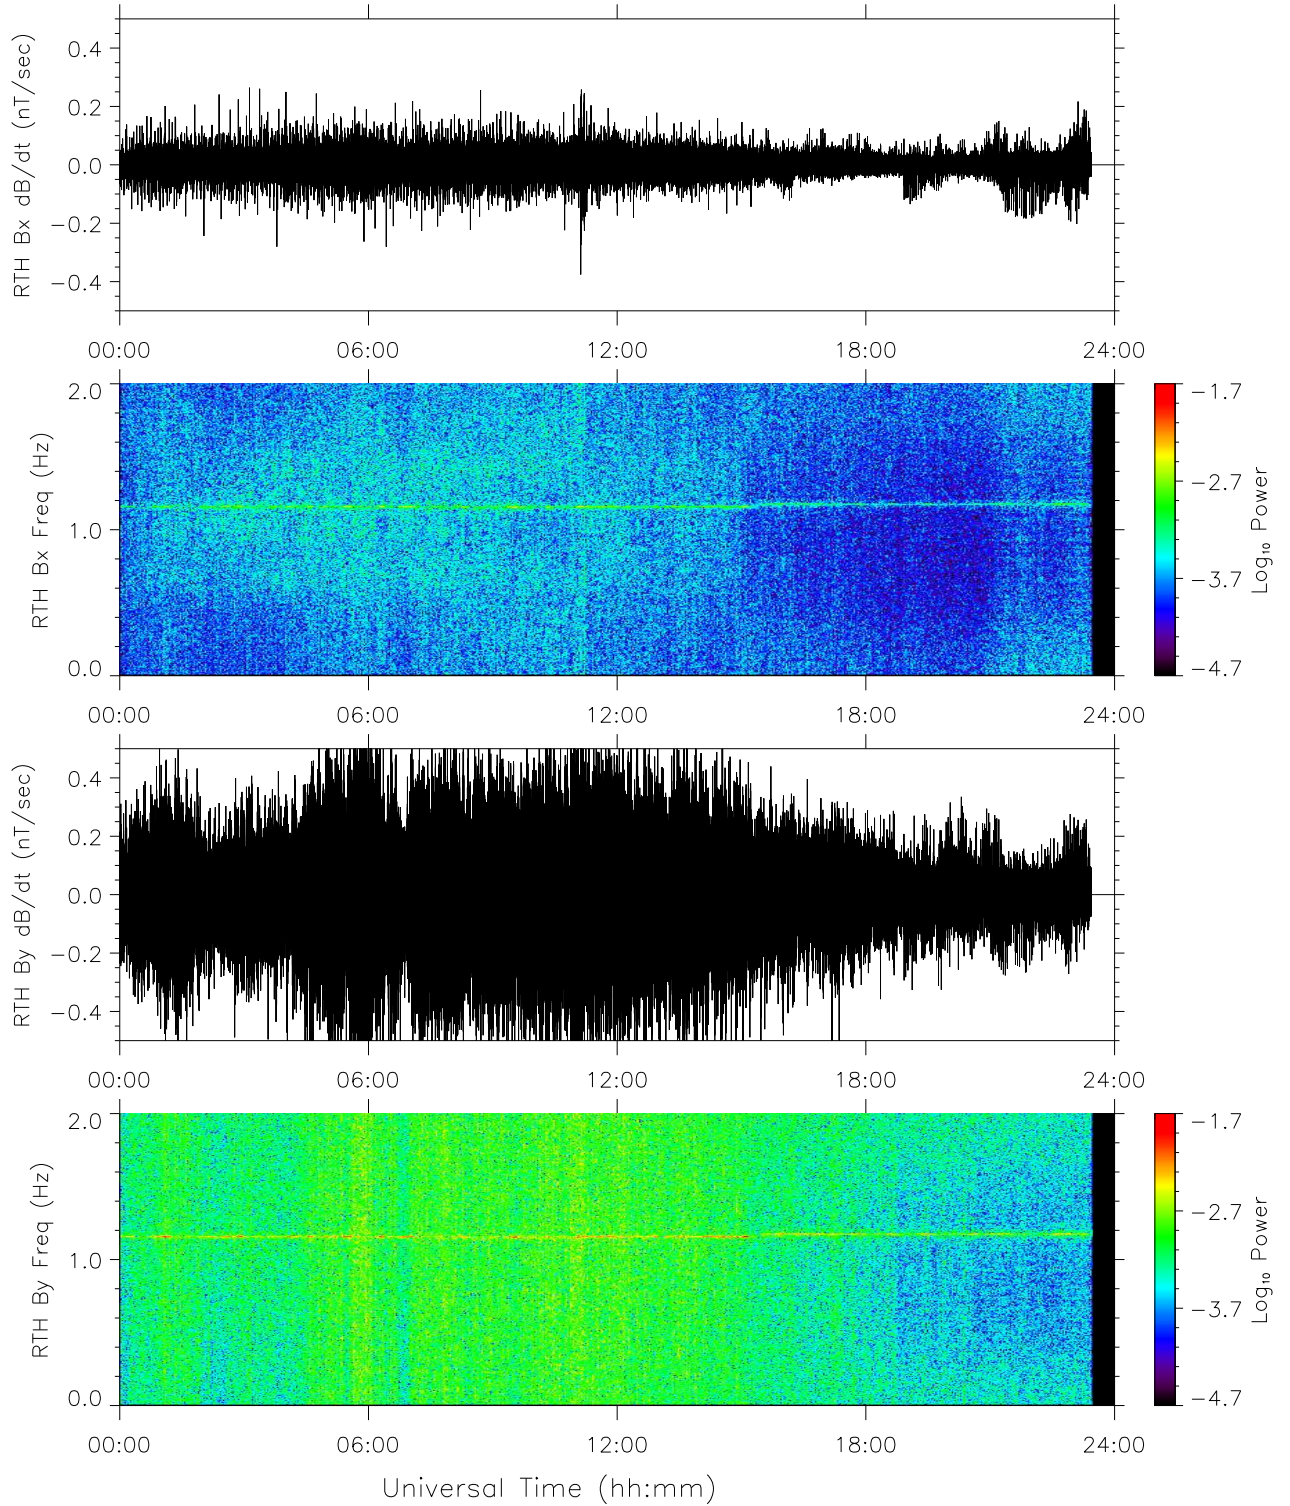 RTH Bx dB/dt (nT/sec)
0.4
0.2
0.0
−0.2
−0.4
00:00 06:00 12:00 18:00 24:00
RTH Bx Freq (Hz)
2.0
1.0
0.0
00:00 06:00 12:00 18:00 24:00
−1.7
−2.7
−3.7
−4.7
Log₁₀ Power
RTH By dB/dt (nT/sec)
0.4
0.2
0.0
−0.2
−0.4
00:00 06:00 12:00 18:00 24:00
RTH By Freq (Hz)
2.0
1.0
0.0
00:00 06:00 12:00 18:00 24:00
−1.7
−2.7
−3.7
−4.7
Log₁₀ Power
Universal Time (hh:mm)